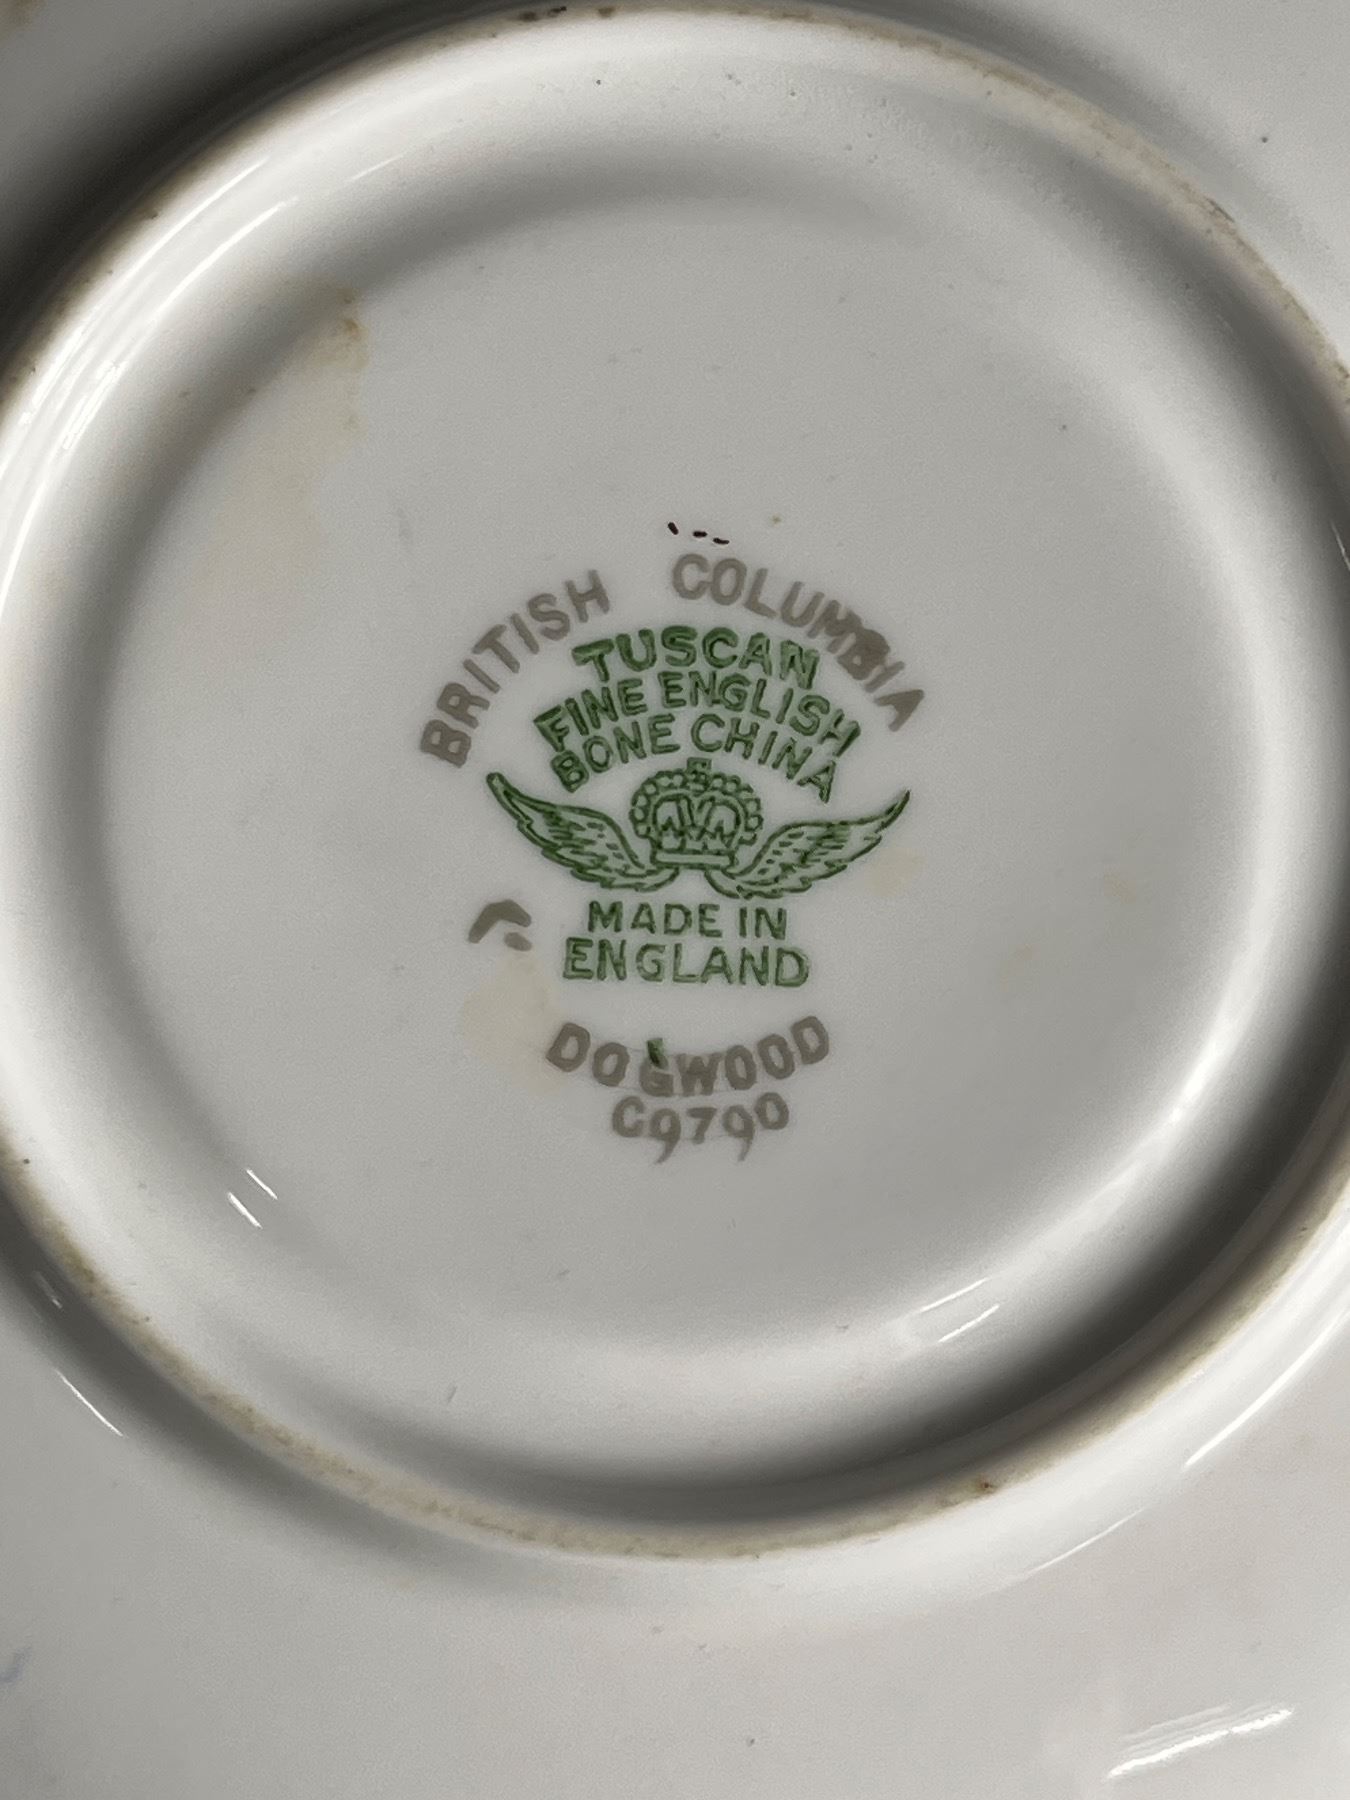 BRITISH COLUMBIA
TUSCAN
FINE ENGLISH
BONE CHINA
MADE IN
ENGLAND
DOGWOOD
C9790